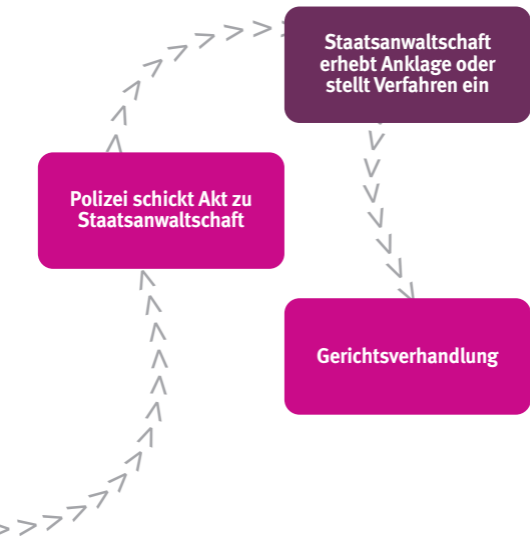 Staatsanwaltschaft
erhebt Anklage oder
stellt Verfahren ein
Polizei schickt Akt zu
Staatsanwaltschaft
Gerichtsverhandlung